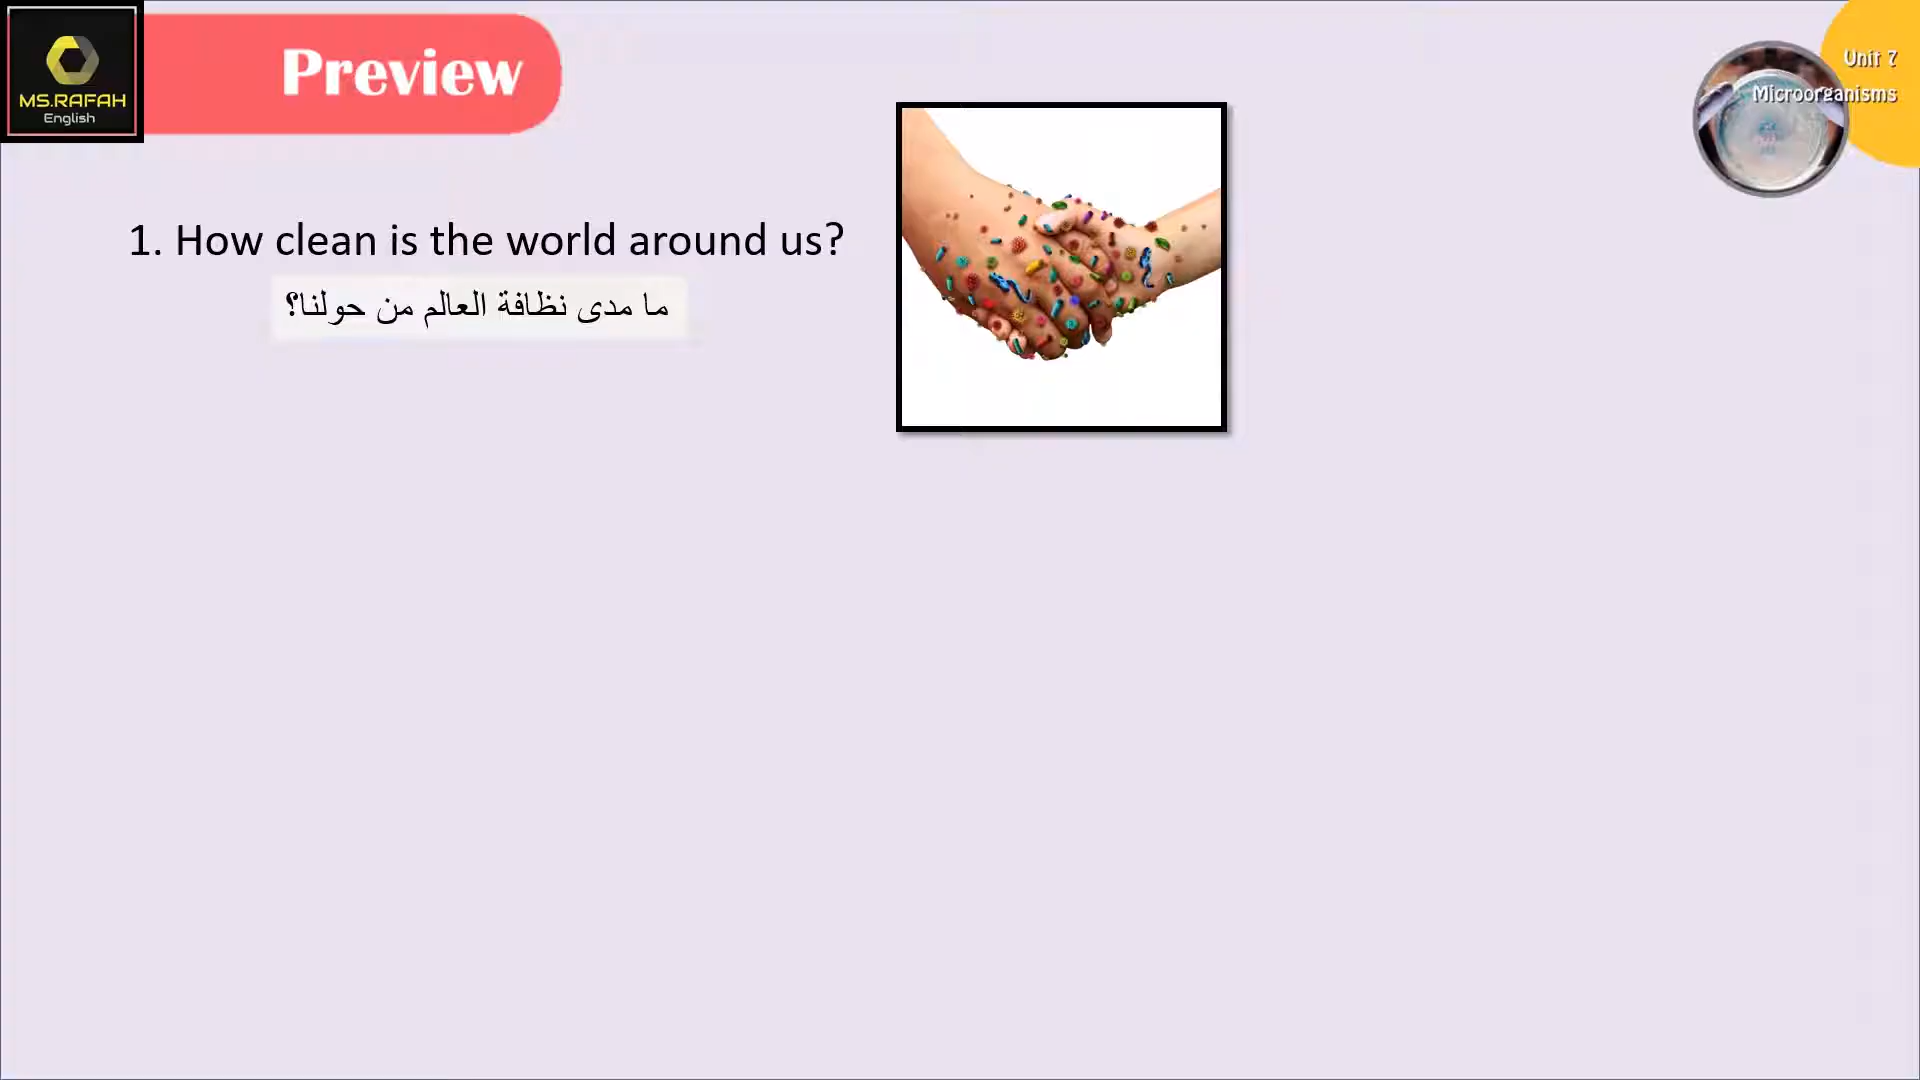 MS.RAFAH
English
Preview
Unit 7
Microorganisms
1. How clean is the world around us?
ما مدى نظافة العالم من حولنا؟